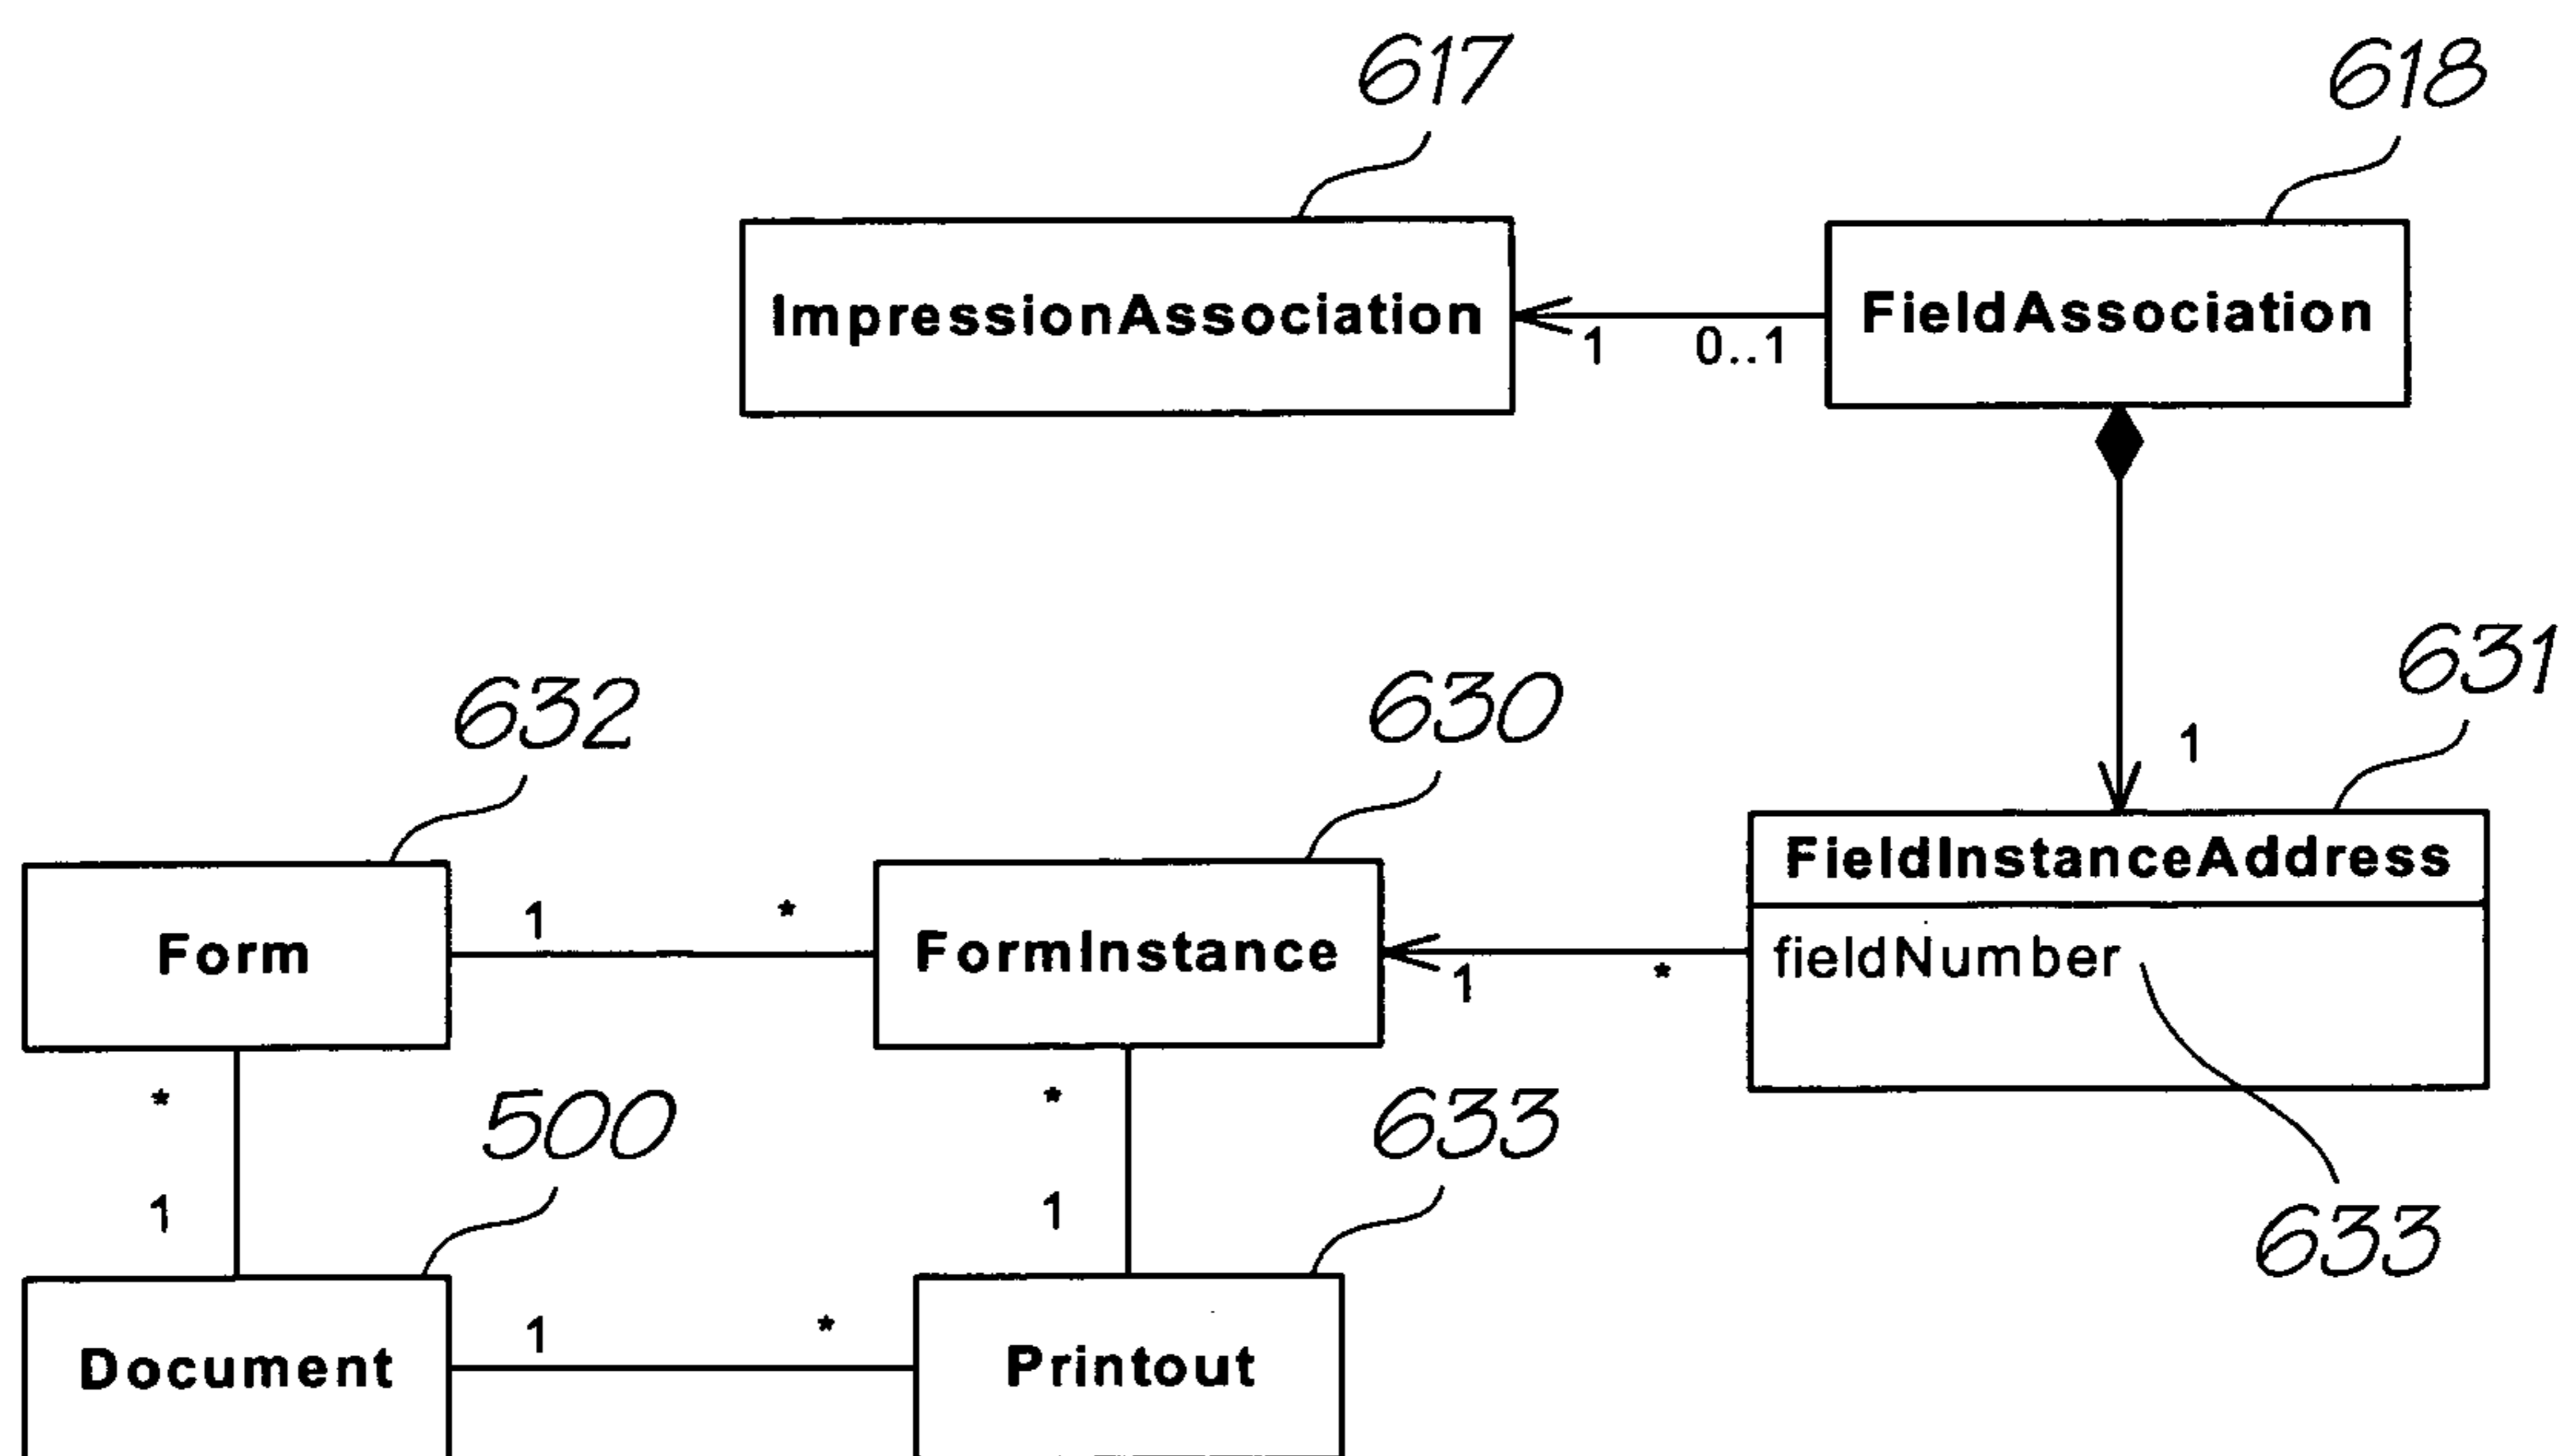 617
618
ImpressionAssociation
FieldAssociation
1
0..1
631
632
630
1
FieldInstanceAddress
1
*
Form
FormInstance
fieldNumber
1
*
*
*
500
633
1
1
633
1
*
Document
Printout